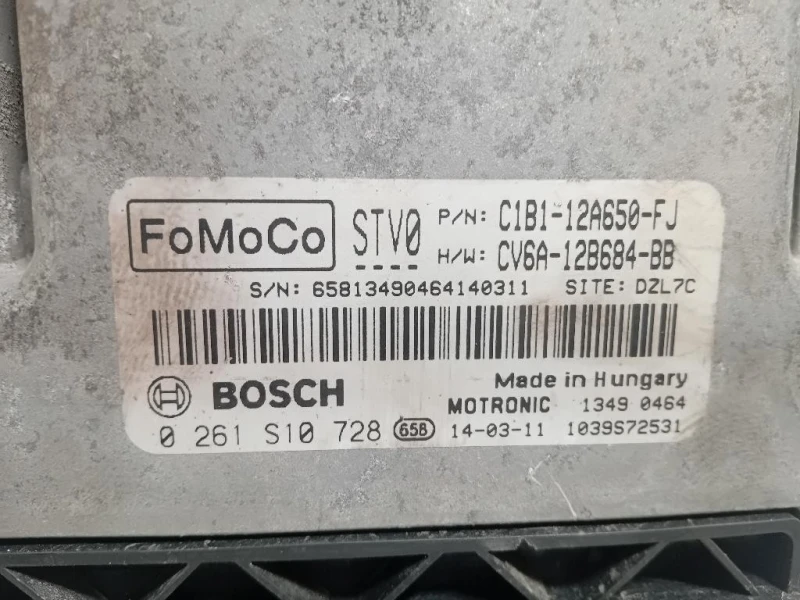 FoMoCo STV0 P/N: C1B1-12A650-FJ
H/W: CV6A-12B684-BB
S/N: 65813490464140311 SITE: DZL7C
BOSCH Made in Hungary
MOTRONIC 1349 0464
0 261 S10 728 65B 14-03-11 1039S72531